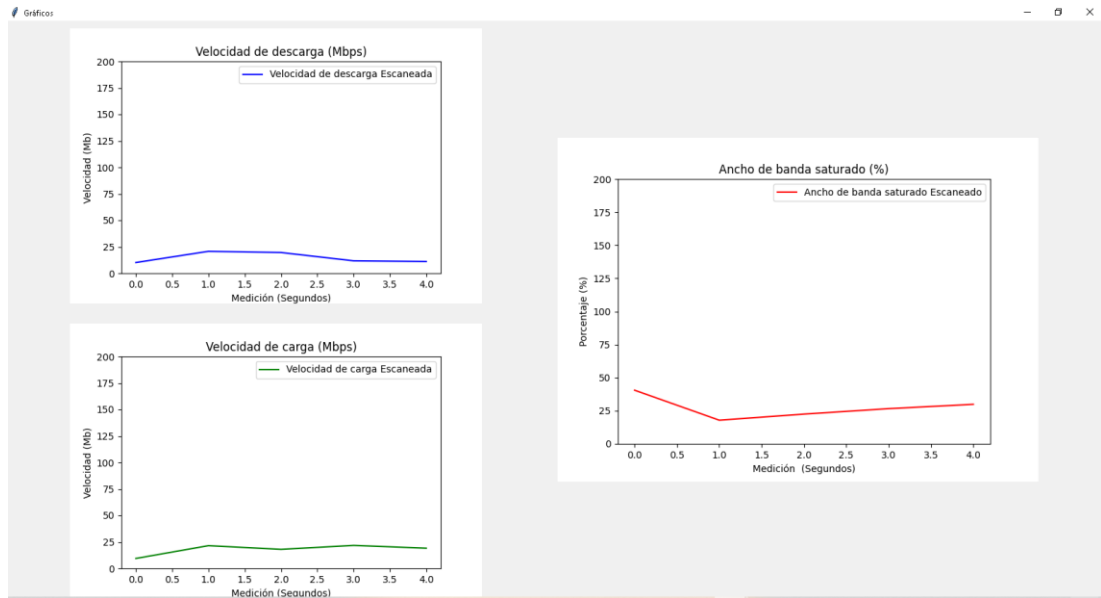 Gráficos
Velocidad de descarga (Mbps)
200
175
150
125
100
75
50
25
0
Velocidad (Mb)
Velocidad de descarga Escaneada
0.0 0.5 1.0 1.5 2.0 2.5 3.0 3.5 4.0
Medición (Segundos)
Velocidad de carga (Mbps)
200
175
150
125
100
75
50
25
0
Velocidad (Mb)
Velocidad de carga Escaneada
0.0 0.5 1.0 1.5 2.0 2.5 3.0 3.5 4.0
Medición (Segundos)
Ancho de banda saturado (%)
200
175
150
125
100
75
50
25
0
Porcentaje (%)
Ancho de banda saturado Escaneado
0.0 0.5 1.0 1.5 2.0 2.5 3.0 3.5 4.0
Medición (Segundos)